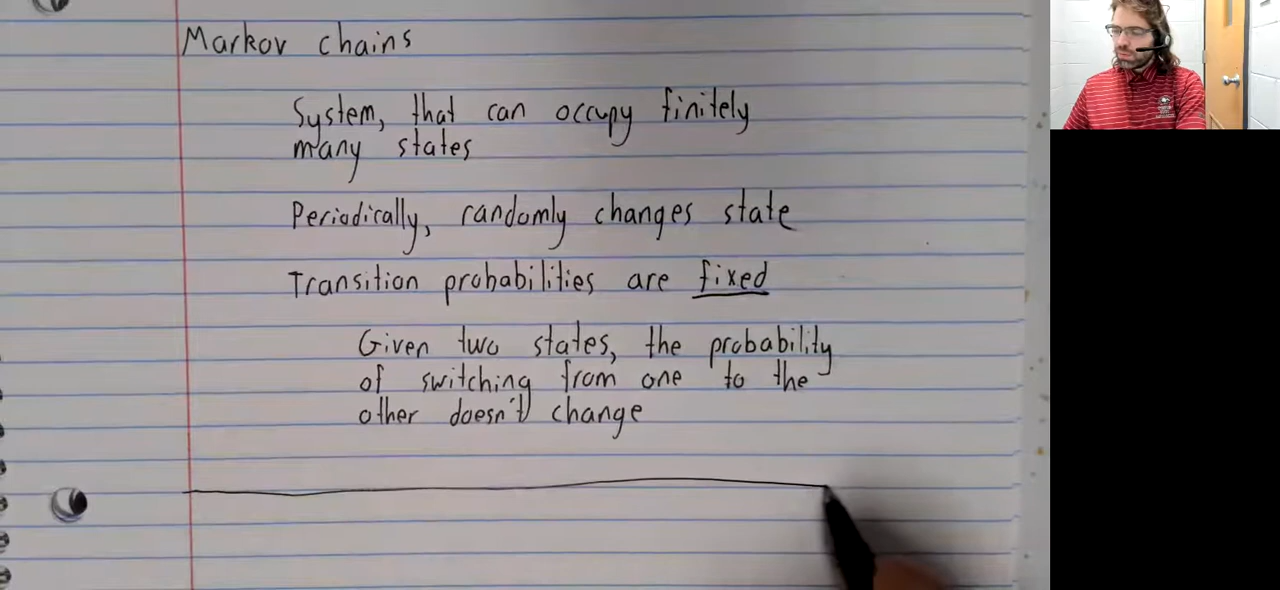 Markov chains
System, that can occupy finitely
many states
Periodically, randomly changes state
Transition probabilities are fixed
Given two states, the probability
of switching from one to the
other doesn't change